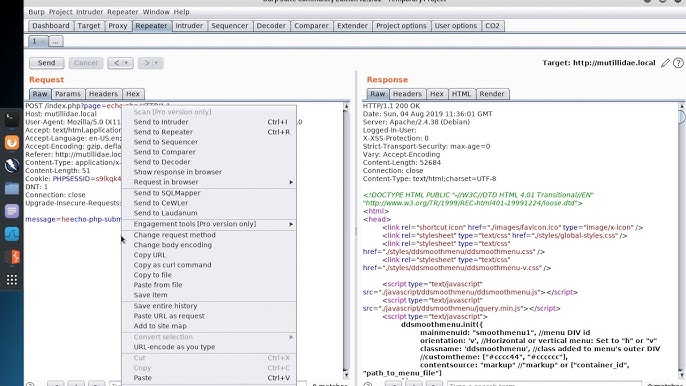 Burp Project Intruder Repeater Window Help
Dashboard Target Proxy Repeater Intruder Sequencer Decoder Comparer Extender Project options User options CO2
1 ...
Send Cancel < >
Target: http://mutillidae.local
Request
Raw Params Headers Hex
POST /index.php?page=
Host: mutillidae.local
User-Agent: Mozilla/5.0
Accept: text/html,application
Accept-Language: en-US,en;
Accept-Encoding: gzip, defla
Referer: http://mutillidae.local
Content-Type: application/
Content-Length: 51
Cookie: PHPSESSID=s9lkqk4
DNT: 1
Connection: close
Upgrade-Insecure-Requests:
message=heecho-php-subm
Scan [Pro version only]
Send to Intruder Ctrl+I
Send to Repeater Ctrl+R
Send to Sequencer
Send to Comparer
Send to Decoder
Show response in browser
Request in browser
Send to SQLMapper
Send to CeWLer
Send to Laudanum
Engagement tools [Pro version only]
Change request method
Change body encoding
Copy URL
Copy as curl command
Copy to file
Paste from file
Save item
Save entire history
Paste URL as request
Add to site map
Convert selection
URL-encode as you type
Cut Ctrl+X
Copy Ctrl+C
Paste Ctrl+V
Response
Raw Headers Hex HTML Render
HTTP/1.1 200 OK
Date: Sun, 04 Aug 2019 11:36:01 GMT
Server: Apache/2.4.38 (Debian)
Logged-In-User:
X-XSS-Protection: 0
Strict-Transport-Security: max-age=0
Vary: Accept-Encoding
Content-Length: 52684
Connection: close
Content-Type: text/html;charset=UTF-8
<!DOCTYPE HTML PUBLIC "-//W3C//DTD HTML 4.01 Transitional//EN"
"http://www.w3.org/TR/1999/REC-html401-19991224/loose.dtd">
<html>
<head>
<link rel="shortcut icon" href="./images/favicon.ico" type="image/x-icon" />
<link rel="stylesheet" type="text/css" href="./styles/global-styles.css" />
<link rel="stylesheet" type="text/css"
href="./styles/ddsmoothmenu/ddsmoothmenu.css" />
<link rel="stylesheet" type="text/css"
href="./styles/ddsmoothmenu/ddsmoothmenu-v.css" />
<script type="text/javascript"
src="./javascript/ddsmoothmenu/ddsmoothmenu.js"></script>
<script type="text/javascript"
src="./javascript/ddsmoothmenu/jquery.min.js"></script>
<script type="text/javascript">
ddsmoothmenu.init({
mainmenuid: "smoothmenu1", //menu DIV id
orientation: 'v', //Horizontal or vertical menu: Set to "h" or "v"
classname: 'ddsmoothmenu', //class added to menu's outer DIV
//customtheme: ["#cccc44", "#cccccc"],
contentsource: "markup" //"markup" or ["container_id",
"path_to_menu_file"]